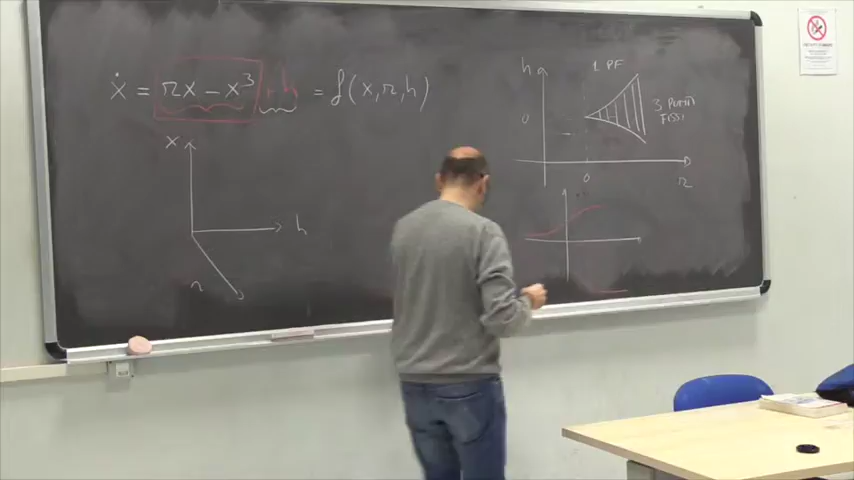 ẋ = rx − x³ + h = f(x, r, h)
x
h
r
h
1 PF
0
3 PUNTI
FISSI
0
r